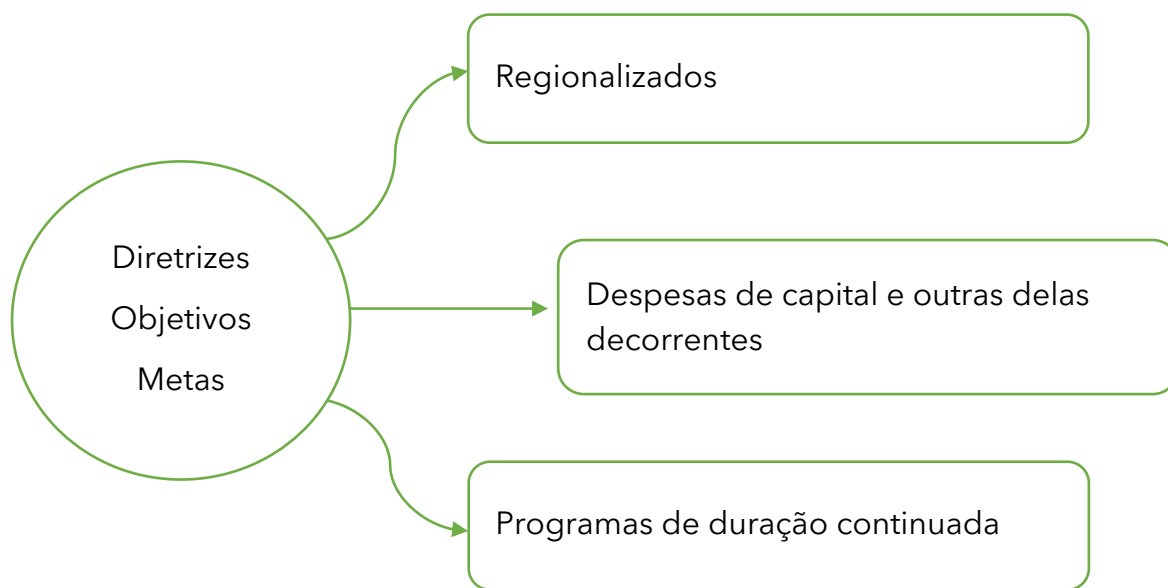 Regionalizados
Diretrizes
Objetivos
Metas
Despesas de capital e outras delas
decorrentes
Programas de duração continuada